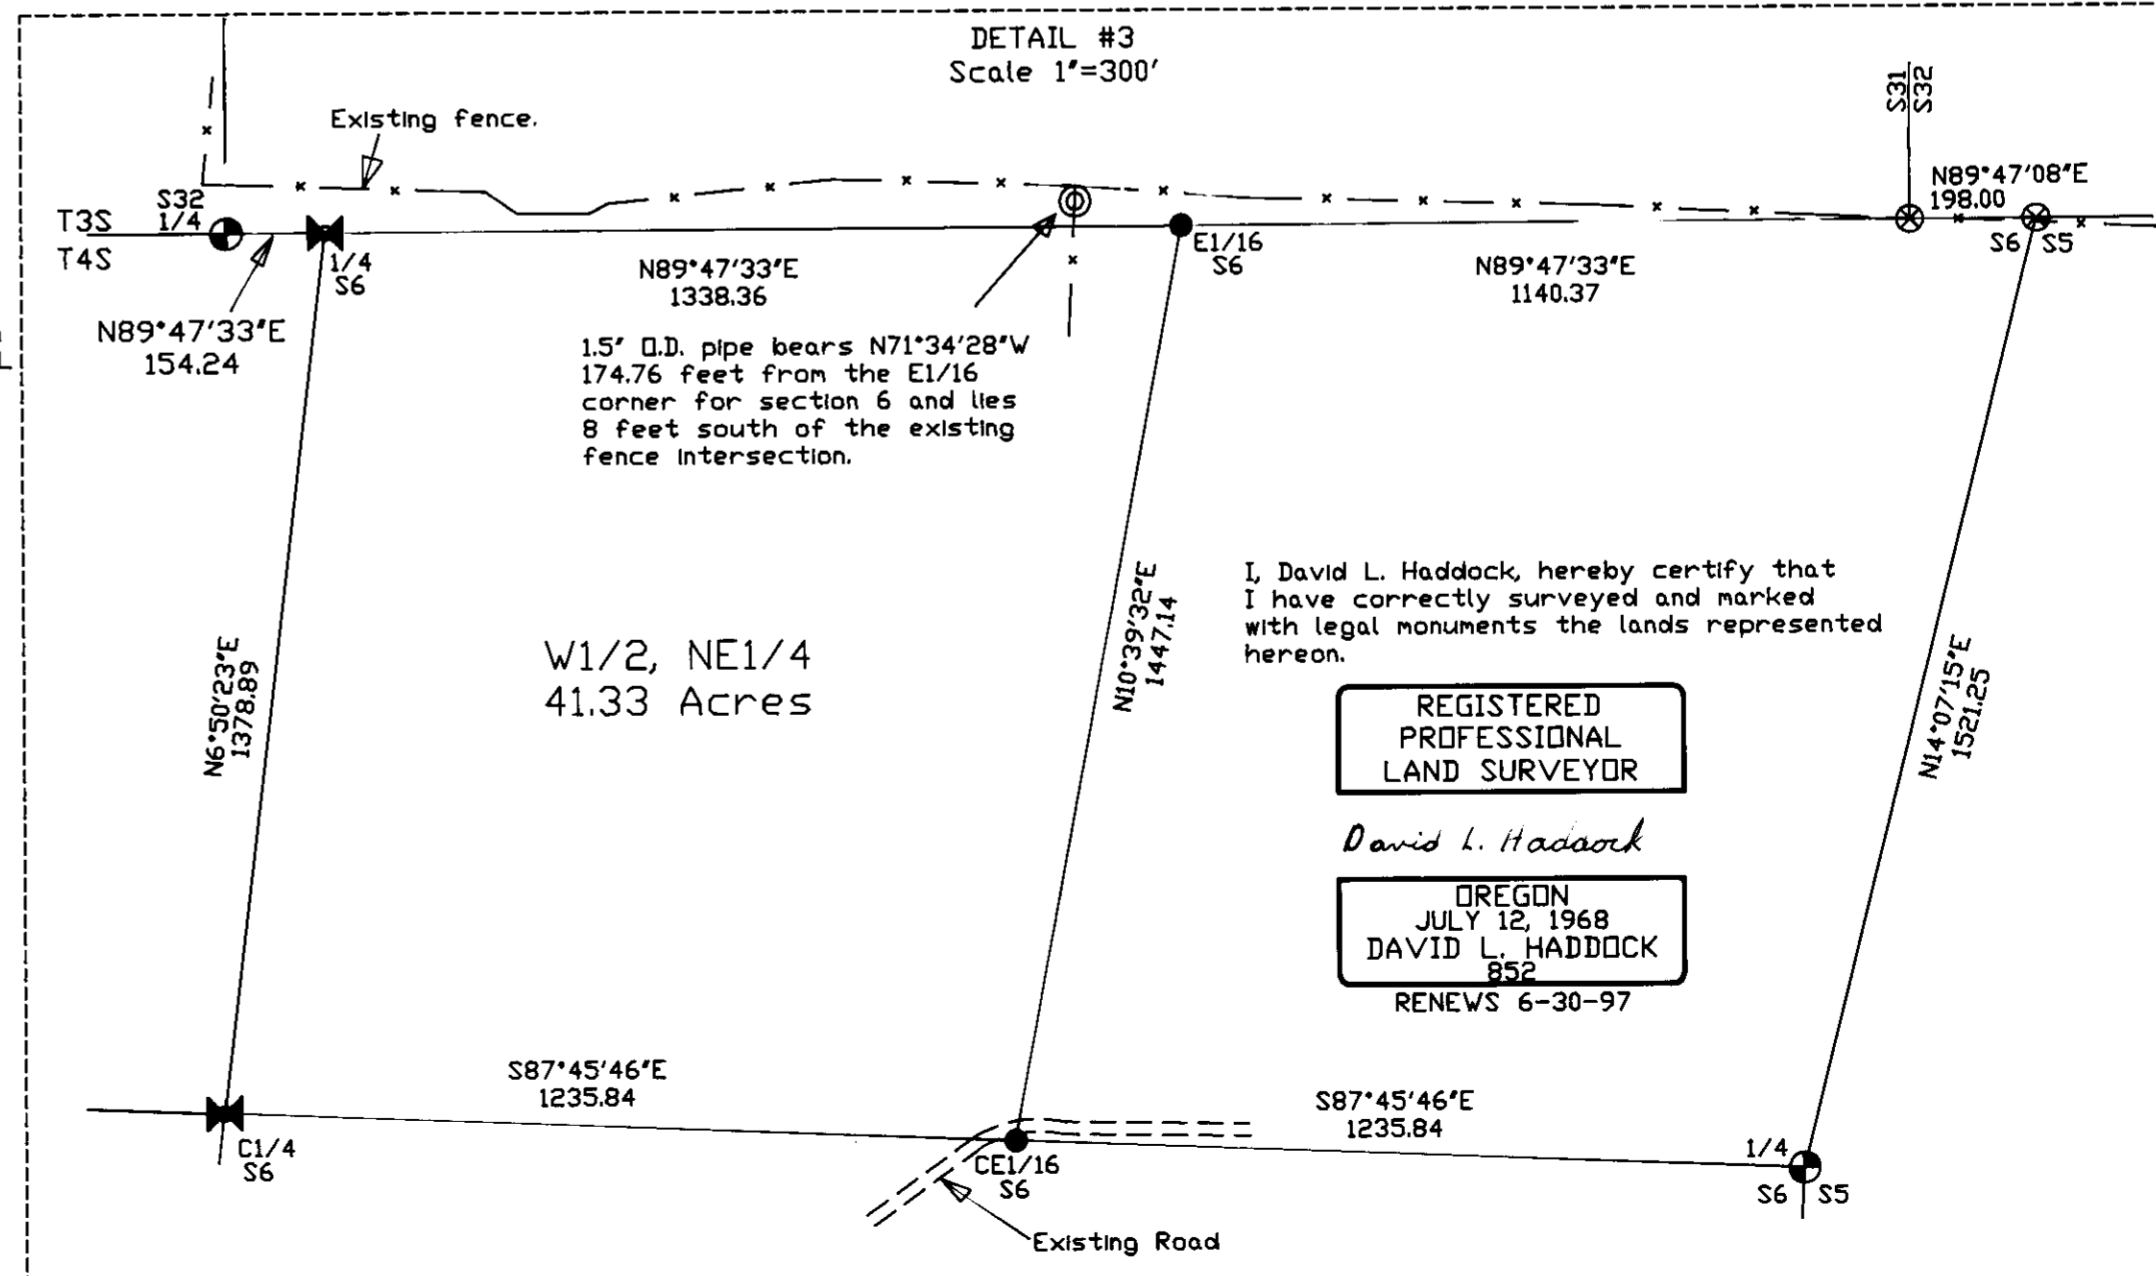 DETAIL #3
Scale 1"=300'
Existing fence.
S31
S32
N89°47'08"E
198.00
S32
1/4
T3S
T4S
1/4
S6
E1/16
S6
S6 S5
N89°47'33"E
1338.36
N89°47'33"E
1140.37
N89°47'33"E
154.24
1.5" O.D. pipe bears N71°34'28"W
174.76 feet from the E1/16
corner for section 6 and lies
8 feet south of the existing
fence intersection.
I, David L. Haddock, hereby certify that
I have correctly surveyed and marked
with legal monuments the lands represented
hereon.
N6°50'23"E
1378.89
W1/2, NE1/4
41.33 Acres
N10°39'32"E
1447.14
N14°07'15"E
1521.25
REGISTERED
PROFESSIONAL
LAND SURVEYOR
David L. Haddock
OREGON
JULY 12, 1968
DAVID L. HADDOCK
852
RENEWS 6-30-97
S87°45'46"E
1235.84
S87°45'46"E
1235.84
C1/4
S6
CE1/16
S6
1/4
S6 S5
Existing Road